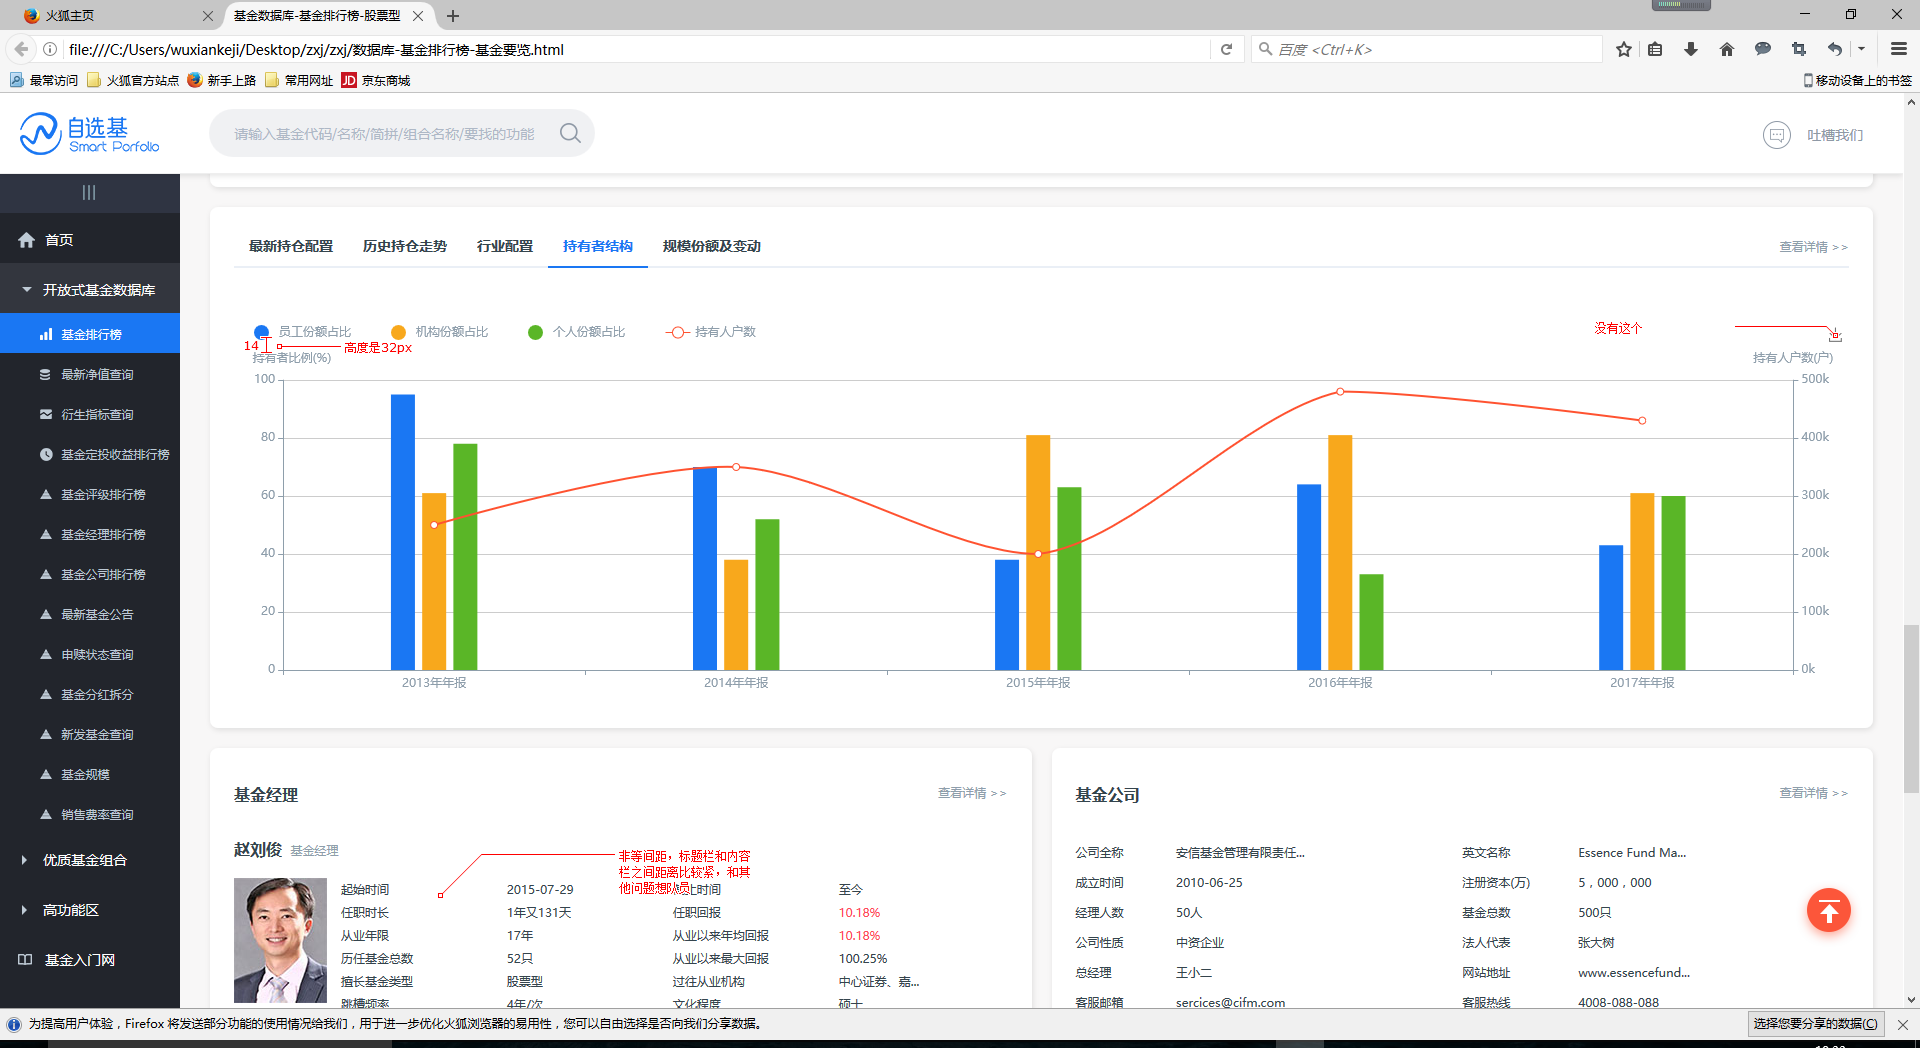 火狐主页
基金数据库-基金排行榜-股票型
file:///C:/Users/wuxiankeji/Desktop/zxj/zxj/数据库-基金排行榜-基金要览.html
百度 <Ctrl+K>
最常访问
火狐官方站点
新手上路
常用网址
JD 京东商城
移动设备上的书签
自选基
Smart Porfolio
请输入基金代码/名称/简拼/组合名称/要找的功能
吐槽我们
首页
开放式基金数据库
基金排行榜
最新净值查询
衍生指标查询
基金定投收益排行榜
基金评级排行榜
基金经理排行榜
基金公司排行榜
最新基金公告
申赎状态查询
基金分红拆分
新发基金查询
基金规模
销售费率查询
优质基金组合
高功能区
基金入门网
最新持仓配置 历史持仓走势 行业配置 持有者结构 规模份额及变动
查看详情 >>
员工份额占比 机构份额占比 个人份额占比 持有人户数
没有这个
14
高度是32px
持有者比例(%)
持有人户数(户)
100 500k
80 400k
60 300k
40 200k
20 100k
0 0k
2013年年报 2014年年报 2015年年报 2016年年报 2017年年报
基金经理
查看详情 >>
赵刘俊 基金经理
非等间距，标题栏和内容
栏之间距离比较紧，和其
他问题想队员
起始时间 2015-07-29 止时间 至今
任职时长 1年又131天 任职回报 10.18%
从业年限 17年 从业以来年均回报 10.18%
历任基金总数 52只 从业以来最大回报 100.25%
擅长基金类型 股票型 过往从业机构 中心证券、嘉...
跳槽频率 4年/次 文化程度 硕士
基金公司
查看详情 >>
公司全称 安信基金管理有限责任... 英文名称 Essence Fund Ma...
成立时间 2010-06-25 注册资本(万) 5，000，000
经理人数 50人 基金总数 500只
公司性质 中资企业 法人代表 张大树
总经理 王小二 网站地址 www.essencefund...
客服邮箱 sercices@cifm.com 客服热线 4008-088-088
为提高用户体验，Firefox 将发送部分功能的使用情况给我们，用于进一步优化火狐浏览器的易用性，您可以自由选择是否向我们分享数据。
选择您要分享的数据(C)